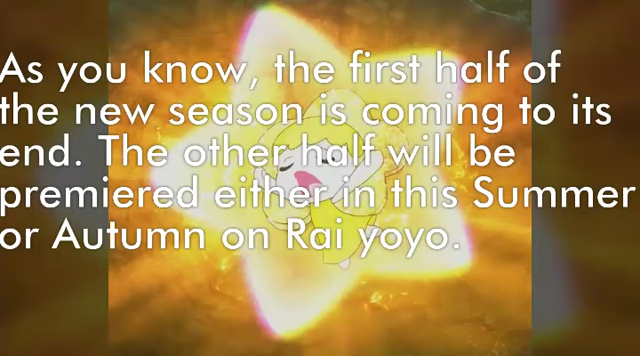 As you know, the first half of
the new season is coming to its
end. The other half will be
premiered either in this Summer
or Autumn on Rai yoyo.